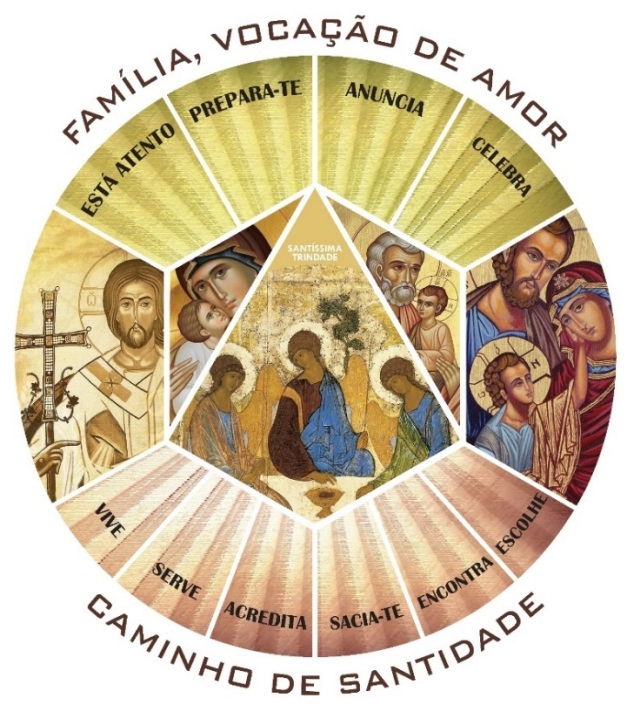 FAMÍLIA, VOCAÇÃO DE AMOR
ESTÁ ATENTO
PREPARA-TE
ANUNCIA
CELEBRA
SANTÍSSIMA
TRINDADE
VIVE
SERVE
ACREDITA
SACIA-TE
ENCONTRA
ESCOLHE
CAMINHO DE SANTIDADE